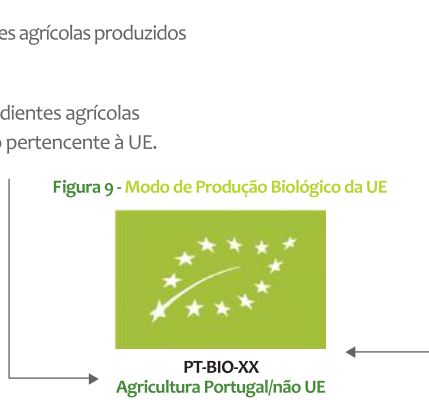 es agrícolas produzidos
dientes agrícolas
o pertencente à UE.
Figura 9 - Modo de Produção Biológico da UE
PT-BIO-XX
Agricultura Portugal/não UE